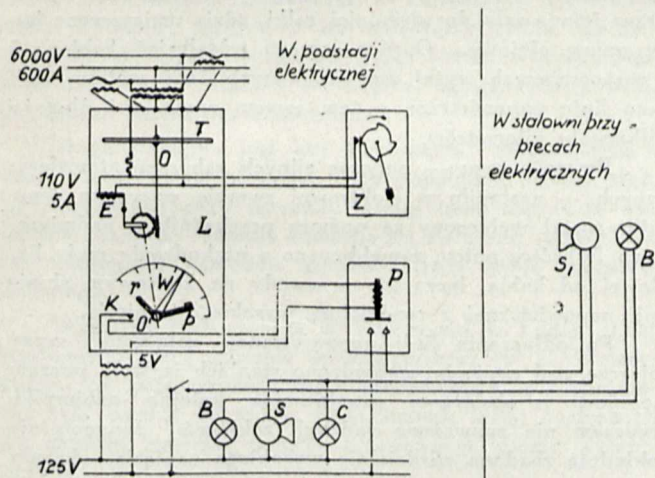 6000V
600A
W. podstacji
elektrycznej
W stalowni przy
piecach
elektrycznych
T
O
110V
5A
E
L
Z
S₁
B
r
W
K
O'
p
P
5V
B
S
C
125V